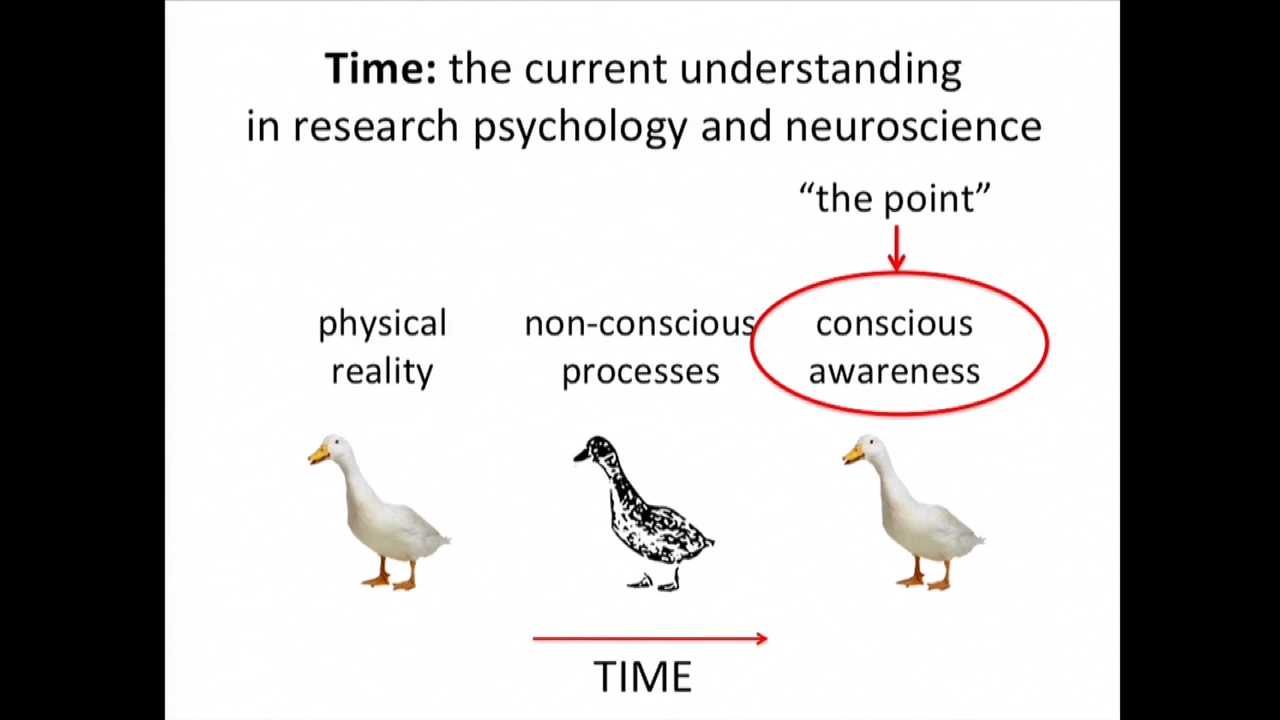 Time: the current understanding
in research psychology and neuroscience
“the point”
physical
reality
non-conscious
processes
conscious
awareness
TIME